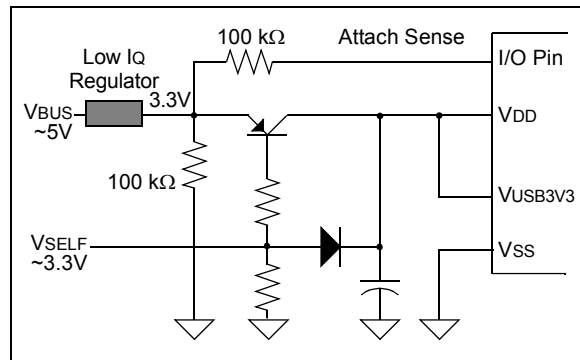 100 kΩ
Attach Sense
I/O Pin
Low IQ
Regulator
VBUS
~5V
3.3V
VDD
100 kΩ
VUSB3V3
VSELF
~3.3V
VSS